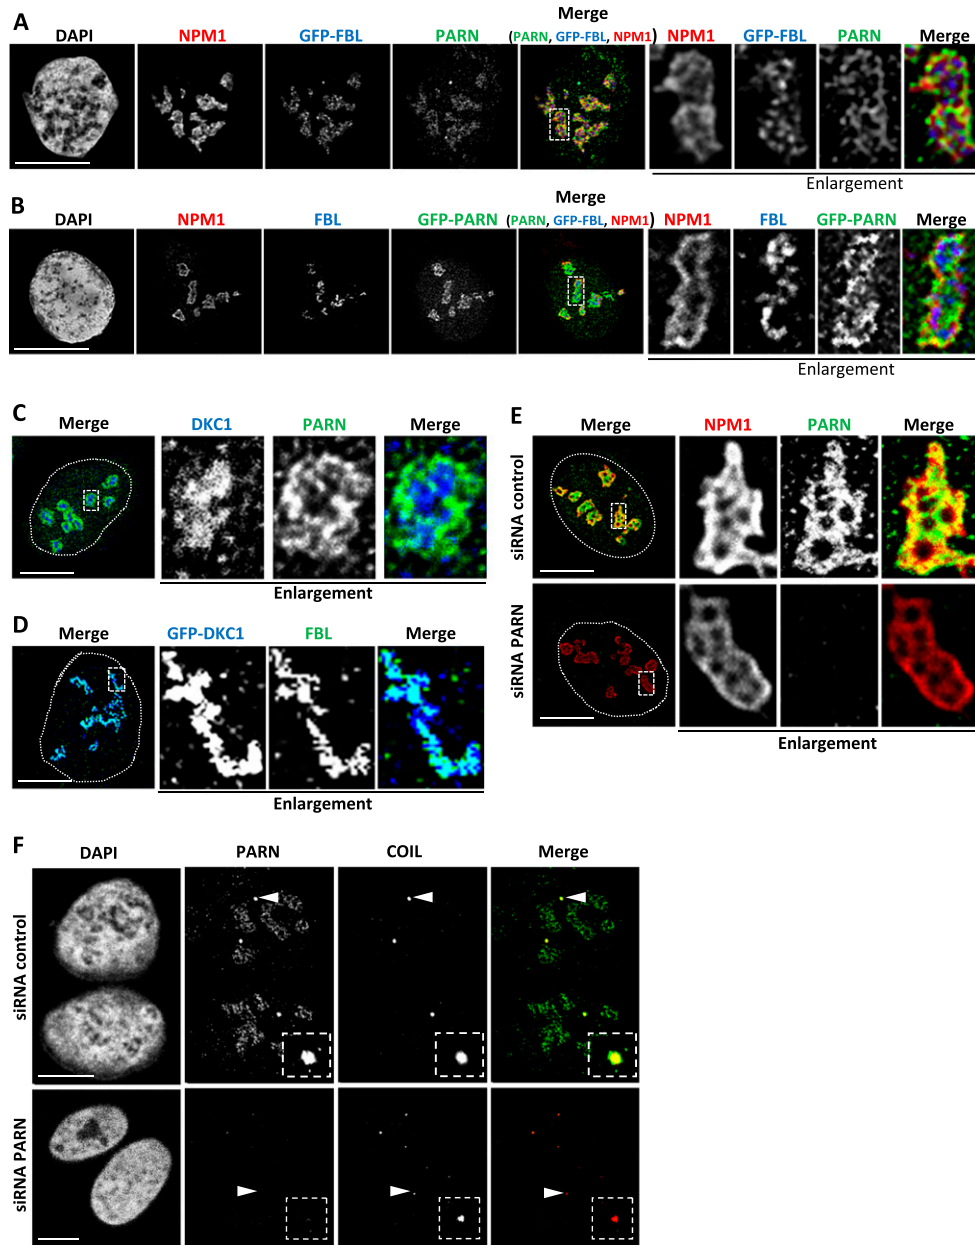 A
DAPI
NPM1
GFP-FBL
PARN
Merge
(PARN, GFP-FBL, NPM1)
NPM1
GFP-FBL
PARN
Merge
Enlargement
B
DAPI
NPM1
FBL
GFP-PARN
Merge
(PARN, GFP-FBL, NPM1)
NPM1
FBL
GFP-PARN
Merge
Enlargement
C
Merge
DKC1
PARN
Merge
Enlargement
D
Merge
GFP-DKC1
FBL
Merge
Enlargement
E
Merge
NPM1
PARN
Merge
siRNA control
siRNA PARN
Enlargement
F
DAPI
PARN
COIL
Merge
siRNA control
siRNA PARN